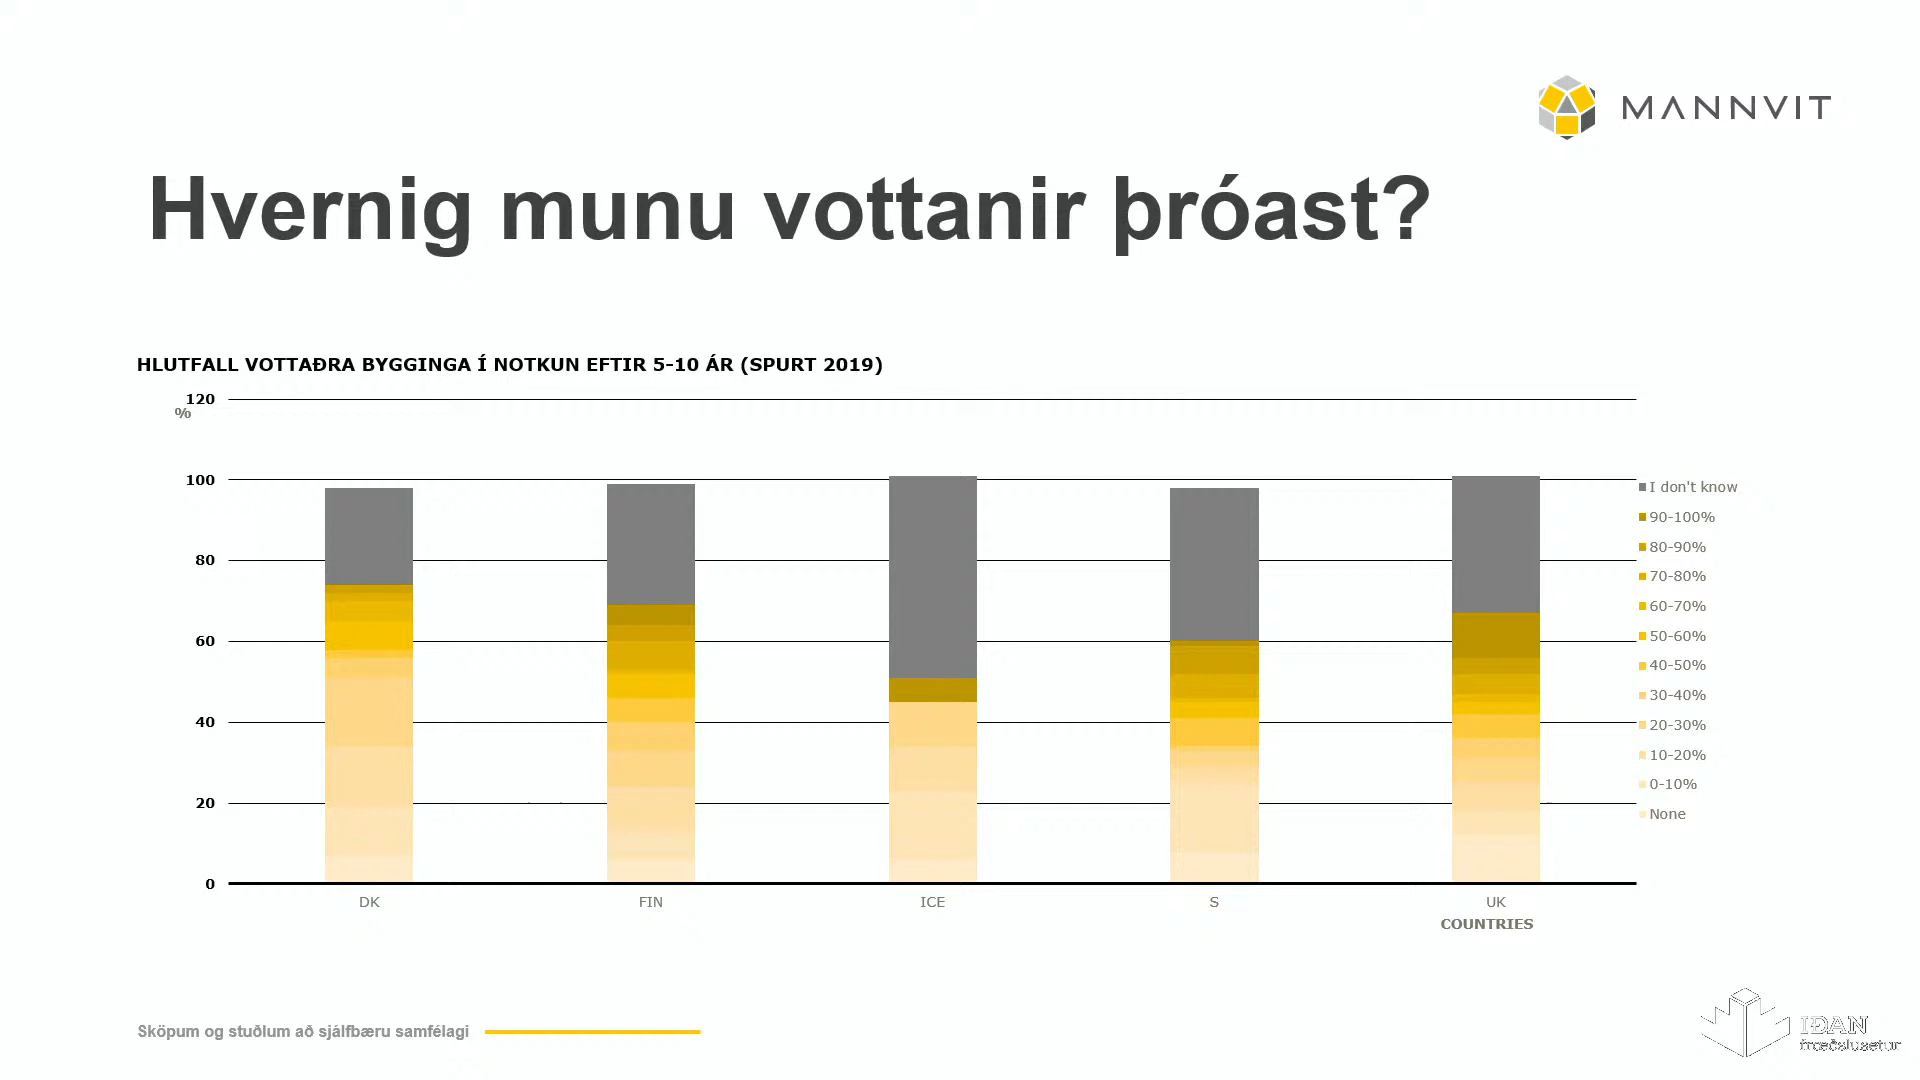 MANNVIT
Hvernig munu vottanir þróast?
HLUTFALL VOTTAÐRA BYGGINGA Í NOTKUN EFTIR 5-10 ÁR (SPURT 2019)
120
%
100
80
60
40
20
0
DK
FIN
ICE
S
UK
COUNTRIES
I don't know
90-100%
80-90%
70-80%
60-70%
50-60%
40-50%
30-40%
20-30%
10-20%
0-10%
None
Sköpum og stuðlum að sjálfbæru samfélagi
IÐAN
fræðslusetur